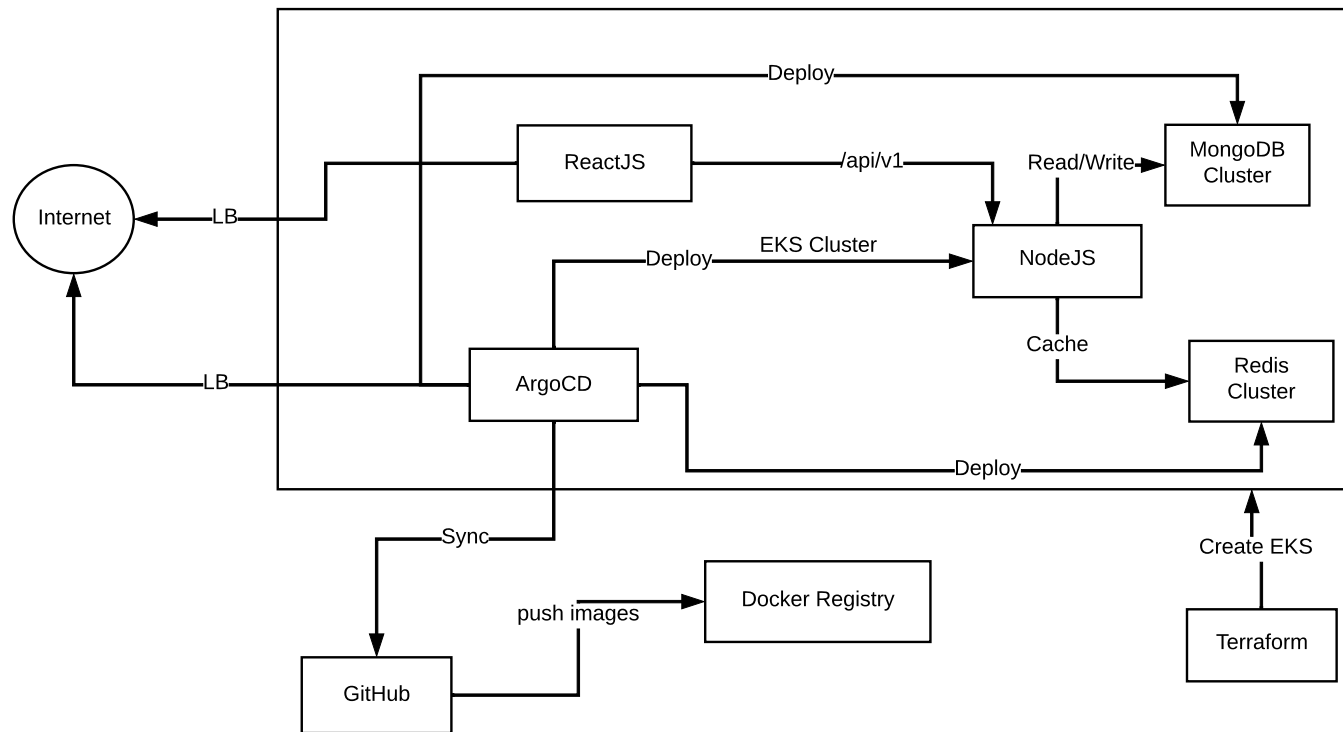 Deploy
ReactJS
/api/v1
Read/Write
MongoDB
Cluster
Internet
LB
Deploy
EKS Cluster
NodeJS
Cache
LB
ArgoCD
Redis
Cluster
Deploy
Sync
Create EKS
push images
Docker Registry
Terraform
GitHub